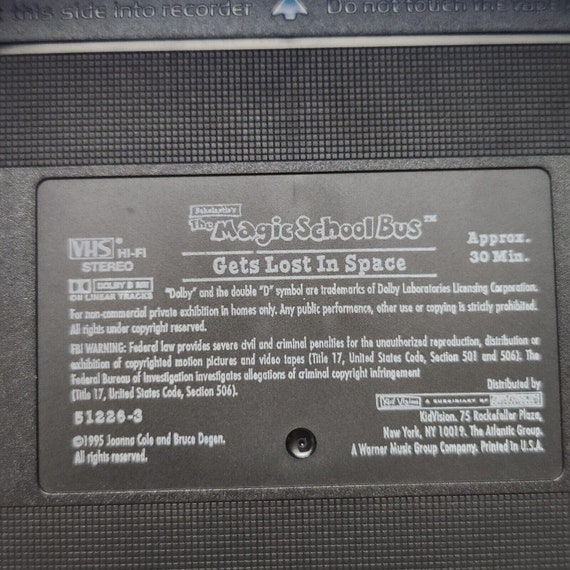 this side into recorder Do not touch the tape
Scholastic's
The Magic School Bus™
VHS HI-FI
STEREO
Approx.
30 Min.
Gets Lost In Space
DOLBY B NR
ON LINEAR TRACKS
"Dolby" and the double "D" symbol are trademarks of Dolby Laboratories Licensing Corporation.
For non-commercial private exhibition in homes only. Any public performance, other use or copying is strictly prohibited.
All rights under copyright reserved.
FBI WARNING: Federal law provides severe civil and criminal penalties for the unauthorized reproduction, distribution or
exhibition of copyrighted motion pictures and video tapes (Title 17, United States Code, Section 501 and 506). The
Federal Bureau of Investigation investigates allegations of criminal copyright infringement
(Title 17, United States Code, Section 506).
51226-3
©1995 Joanna Cole and Bruce Degen.
All rights reserved.
Distributed by
Kid Vision A SUBSIDIARY OF
KidVision. 75 Rockefeller Plaza,
New York, NY 10019. The Atlantic Group.
A Warner Music Group Company. Printed in U.S.A.